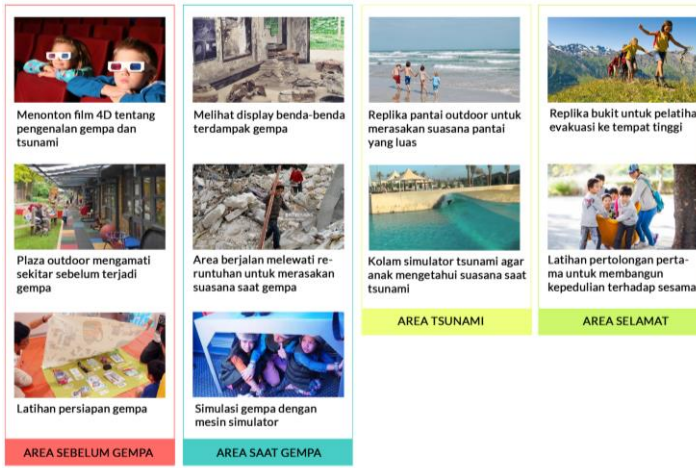 Menonton film 4D tentang
pengenalan gempa dan
tsunami
Plaza outdoor mengamati
sekitar sebelum terjadi
gempa
Latihan persiapan gempa
AREA SEBELUM GEMPA
Melihat display benda-benda
terdampak gempa
Area berjalan melewati re-
runtuhan untuk merasakan
suasana saat gempa
Simulasi gempa dengan
mesin simulator
AREA SAAT GEMPA
Replika pantai outdoor untuk
merasakan suasana pantai
yang luas
Kolam simulator tsunami agar
anak mengetahui suasana saat
tsunami
AREA TSUNAMI
Replika bukit untuk pelatiha
evakuasi ke tempat tinggi
Latihan pertolongan perta-
ma untuk membangun
kepedulian terhadap sesama
AREA SELAMAT